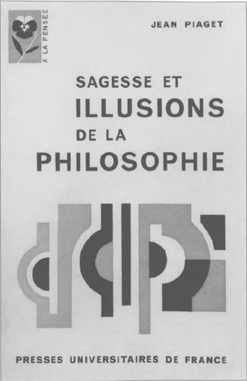 À LA PENSÉE
JEAN PIAGET
SAGESSE ET
ILLUSIONS
DE LA
PHILOSOPHIE
PRESSES UNIVERSITAIRES DE FRANCE